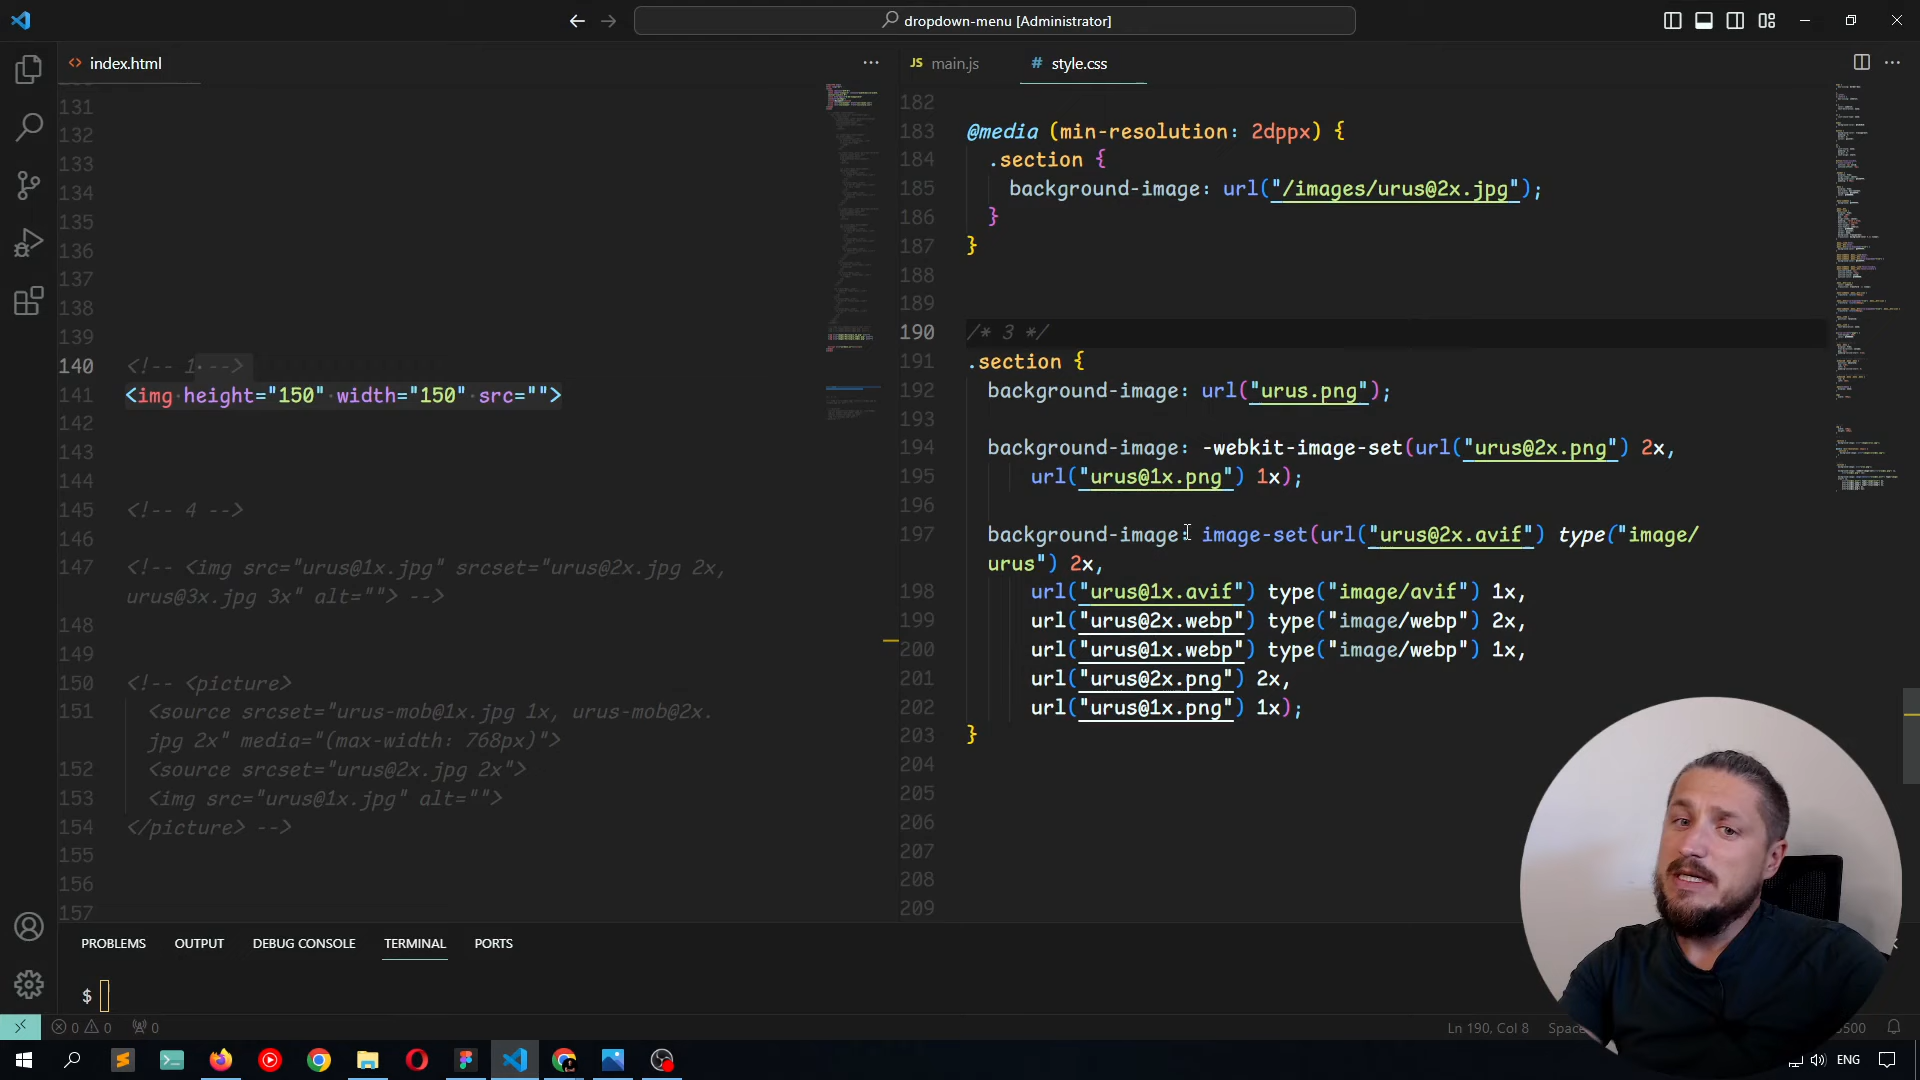 dropdown-menu [Administrator]
index.html
JS main.js
# style.css
131
132
133
134
135
136
137
138
139
140 <!-- 1 -->
141 <img height="150" width="150" src="">
142
143
144
145 <!-- 4 -->
146
147 <!-- <img src="urus@1x.jpg" srcset="urus@2x.jpg 2x,
urus@3x.jpg 3x" alt=""> -->
148
149
150 <!-- <picture>
151 <source srcset="urus-mob@1x.jpg 1x, urus-mob@2x.
jpg 2x" media="(max-width: 768px)">
152 <source srcset="urus@2x.jpg 2x">
153 <img src="urus@1x.jpg" alt="">
154 </picture> -->
155
156
157
182
183 @media (min-resolution: 2dppx) {
184 .section {
185 background-image: url("/images/urus@2x.jpg");
186 }
187 }
188
189
190 /* 3 */
191 .section {
192 background-image: url("urus.png");
193
194 background-image: -webkit-image-set(url("urus@2x.png") 2x,
195 url("urus@1x.png") 1x);
196
197 background-image: image-set(url("urus@2x.avif") type("image/
urus") 2x,
198 url("urus@1x.avif") type("image/avif") 1x,
199 url("urus@2x.webp") type("image/webp") 2x,
200 url("urus@1x.webp") type("image/webp") 1x,
201 url("urus@2x.png") 2x,
202 url("urus@1x.png") 1x);
203 }
204
205
206
207
208
209
PROBLEMS OUTPUT DEBUG CONSOLE TERMINAL PORTS
$
0 0 0
Ln 190, Col 8
5500
ENG